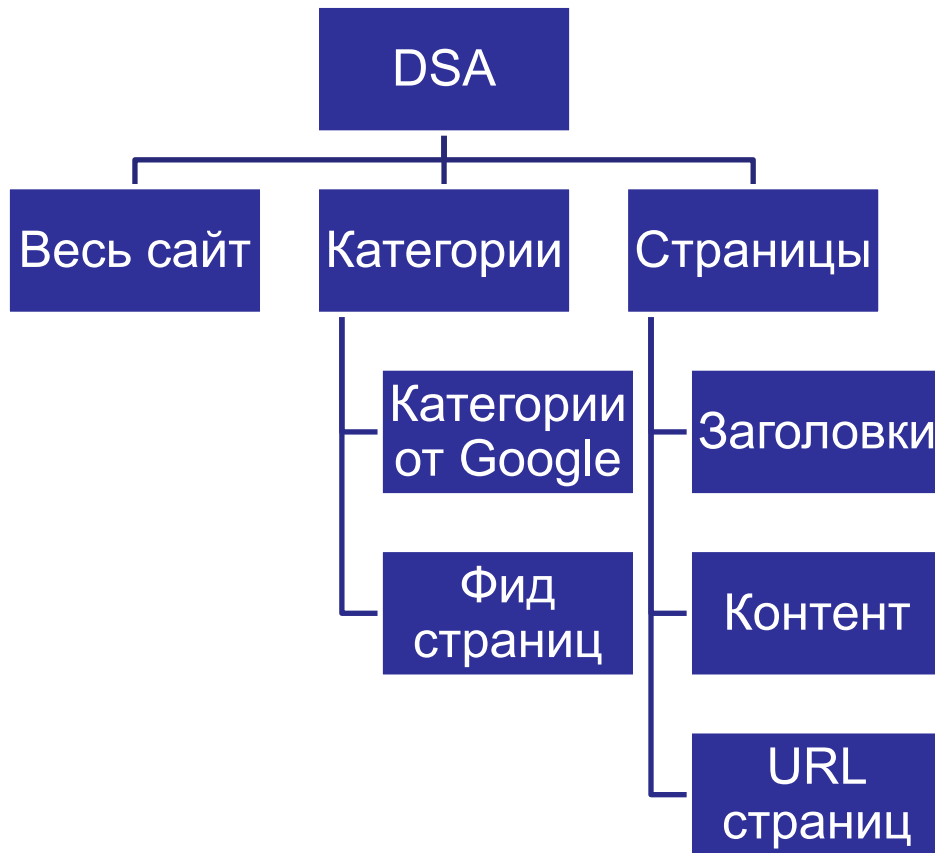 DSA
Весь сайт
Категории
Страницы
Категории
от Google
Заголовки
Фид
страниц
Контент
URL
страниц